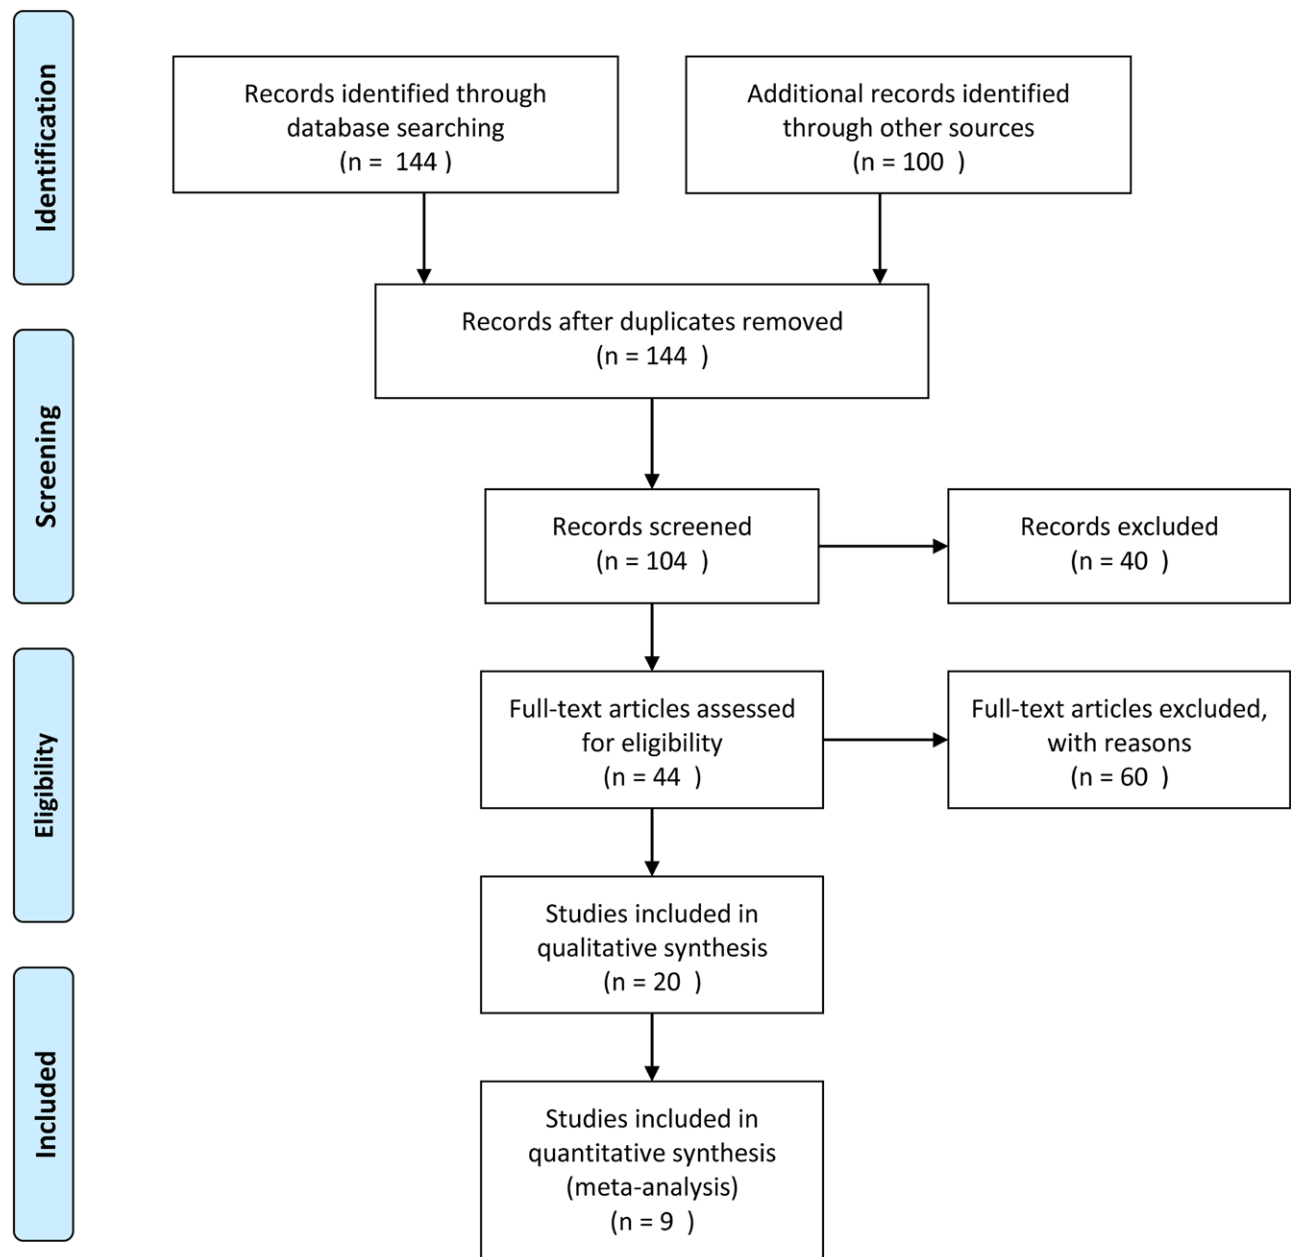 Identification
Records identified through
database searching
(n =  144 )
Additional records identified
through other sources
(n = 100  )
Records after duplicates removed
(n = 144  )
Screening
Records screened
(n = 104  )
Records excluded
(n = 40  )
Eligibility
Full-text articles assessed
for eligibility
(n = 44  )
Full-text articles excluded,
with reasons
(n = 60  )
Studies included in
qualitative synthesis
(n = 20  )
Included
Studies included in
quantitative synthesis
(meta-analysis)
(n = 9  )